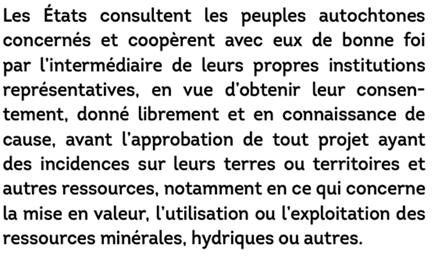 Les États consultent les peuples autochtones
concernés et coopèrent avec eux de bonne foi
par l’intermédiaire de leurs propres institutions
représentatives, en vue d’obtenir leur consen-
tement, donné librement et en connaissance de
cause, avant l’approbation de tout projet ayant
des incidences sur leurs terres ou territoires et
autres ressources, notamment en ce qui concerne
la mise en valeur, l’utilisation ou l’exploitation des
ressources minérales, hydriques ou autres.